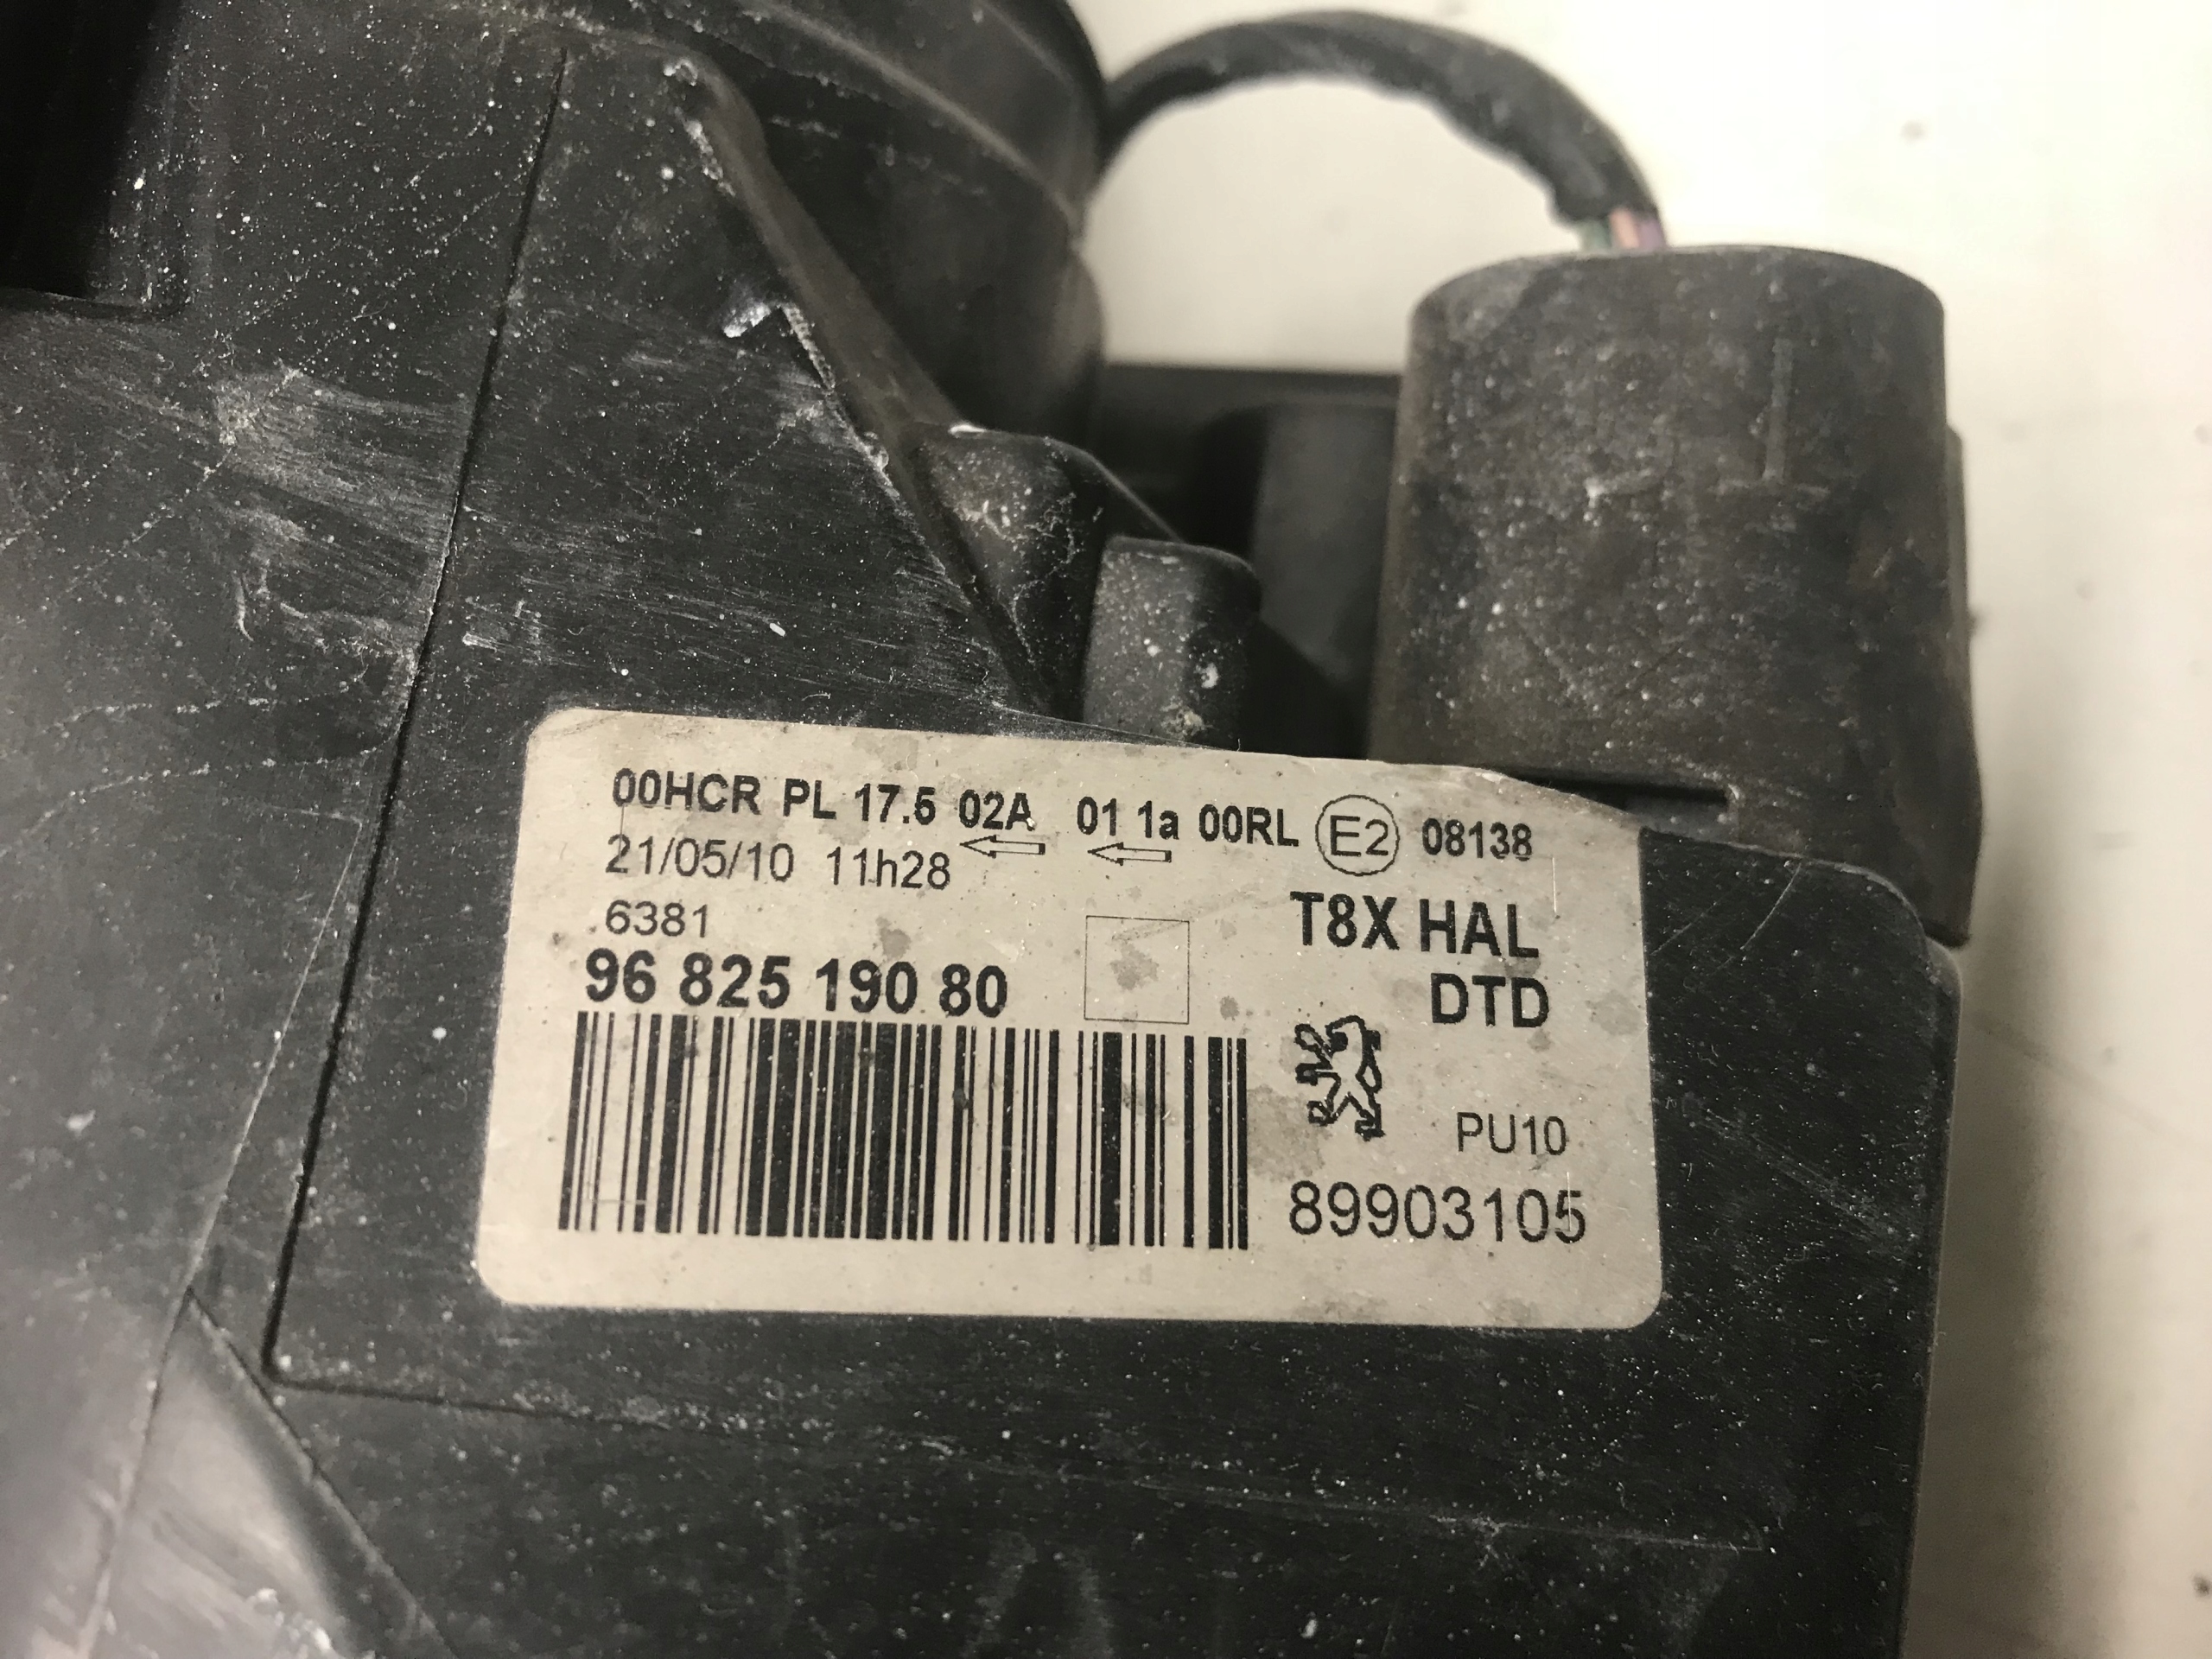 00HCR PL 17.5 02A 01 1a 00RL E2 08138
21/05/10 11h28
.6381
T8X HAL
96 825 190 80
DTD
PU10
89903105